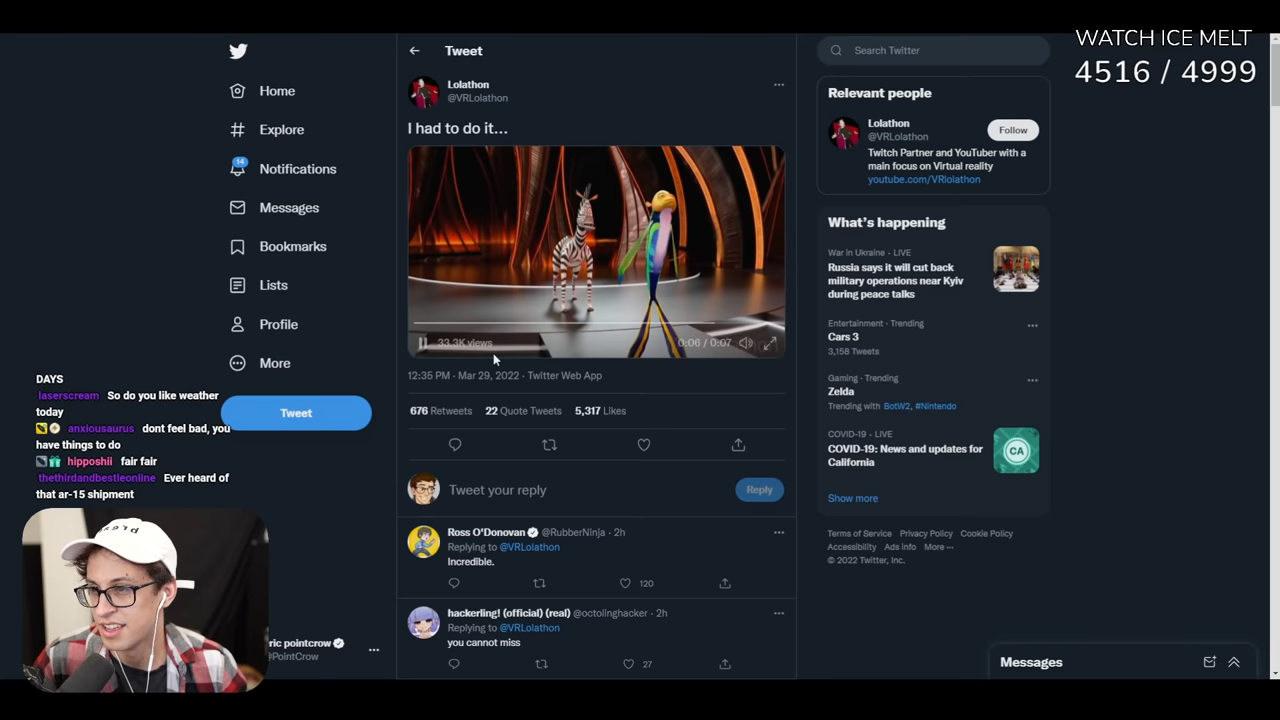 WATCH ICE MELT
4516 / 4999
Home
Explore
14
Notifications
Messages
Bookmarks
Lists
Profile
More
Tweet
DAYS
laserscream So do you like weather
today
anxiousaurus dont feel bad, you
have things to do
hipposhii fair fair
thethirdandbestieonline Ever heard of
that ar-15 shipment
ric pointcrow
PointCrow
Tweet
Lolathon
@VRLolathon
I had to do it...
33.3K views
0:06 / 0:07
12:35 PM · Mar 29, 2022 · Twitter Web App
676 Retweets 22 Quote Tweets 5,317 Likes
Tweet your reply
Reply
Ross O'Donovan @RubberNinja · 2h
Replying to @VRLolathon
Incredible.
120
hackerling! (official) (real) @octolinghacker · 2h
Replying to @VRLolathon
you cannot miss
27
Search Twitter
Relevant people
Lolathon
@VRLolathon
Follow
Twitch Partner and YouTuber with a
main focus on Virtual reality
youtube.com/VRlolathon
What's happening
War in Ukraine · LIVE
Russia says it will cut back
military operations near Kyiv
during peace talks
Entertainment · Trending
Cars 3
3,158 Tweets
Gaming · Trending
Zelda
Trending with BotW2, #Nintendo
COVID-19 · LIVE
COVID-19: News and updates for
California
CA
Show more
Terms of Service Privacy Policy Cookie Policy
Accessibility Ads info More ···
© 2022 Twitter, Inc.
Messages